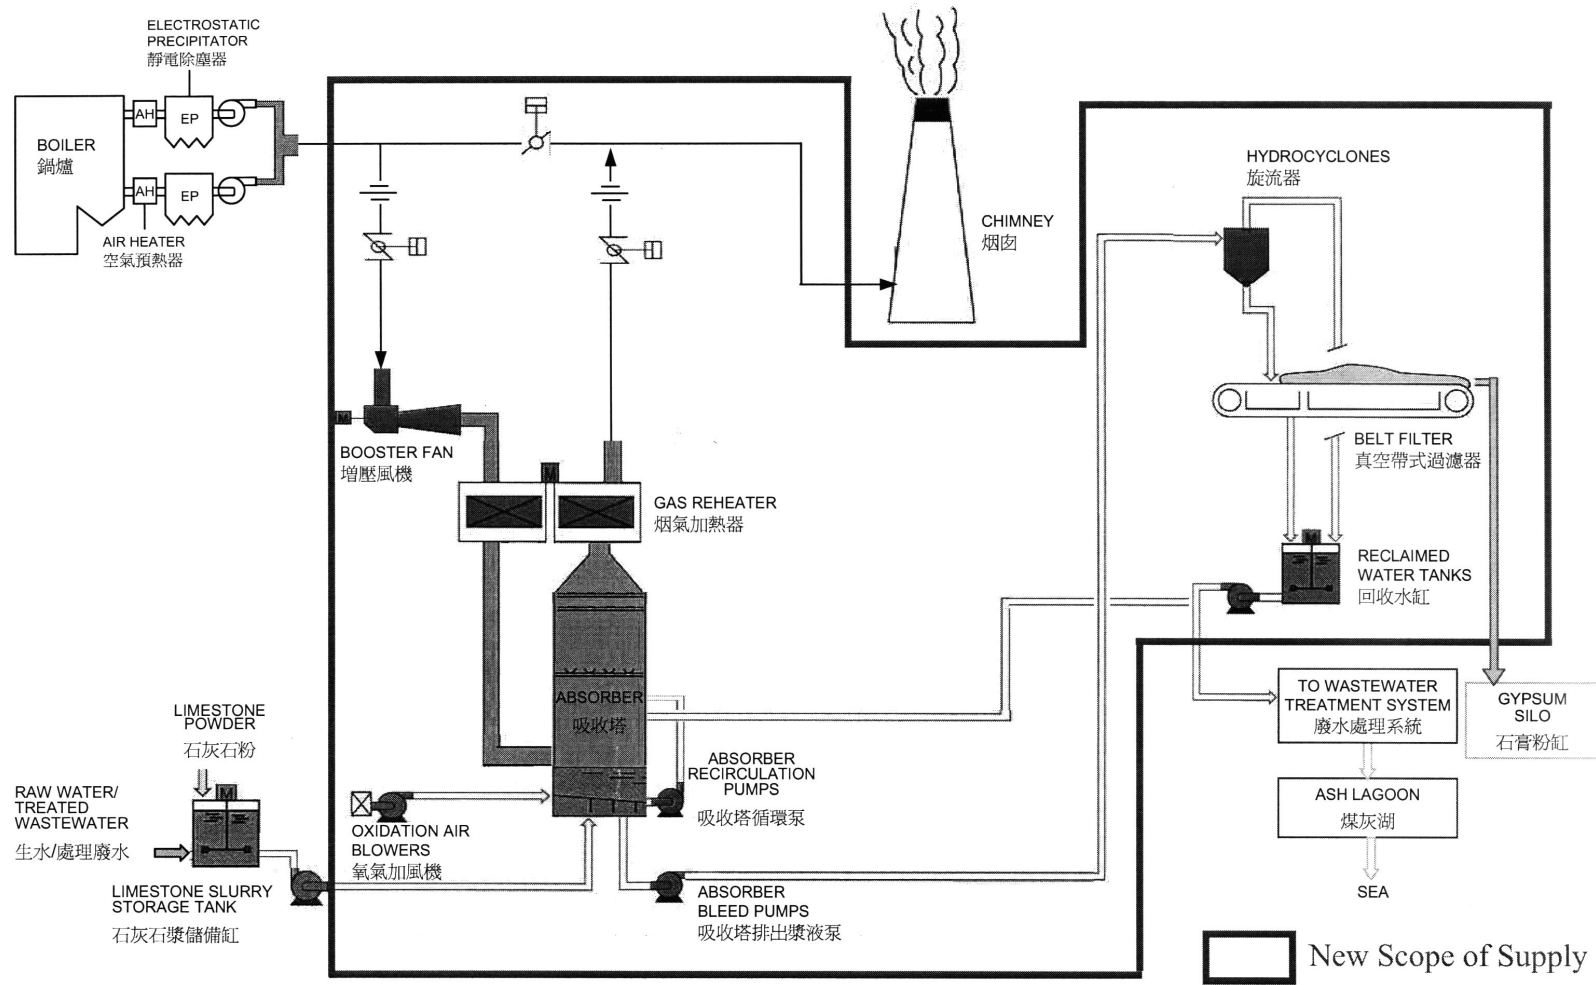 ELECTROSTATIC
PRECIPITATOR
靜電除塵器
AH
EP
BOILER
鍋爐
AH
EP
AIR HEATER
空氣預熱器
HYDROCYCLONES
旋流器
CHIMNEY
烟囱
M
BOOSTER FAN
增壓風機
M
GAS REHEATER
烟氣加熱器
BELT FILTER
真空帶式過濾器
M
RECLAIMED
WATER TANKS
回收水缸
ABSORBER
吸收塔
LIMESTONE
POWDER
石灰石粉
TO WASTEWATER
TREATMENT SYSTEM
廢水處理系統
GYPSUM
SILO
石膏粉缸
ABSORBER
RECIRCULATION
PUMPS
吸收塔循環泵
RAW WATER/
TREATED
WASTEWATER
生水/處理廢水
M
OXIDATION AIR
BLOWERS
氧氣加風機
ASH LAGOON
煤灰湖
LIMESTONE SLURRY
STORAGE TANK
石灰石漿儲備缸
ABSORBER
BLEED PUMPS
吸收塔排出漿液泵
SEA
New Scope of Supply